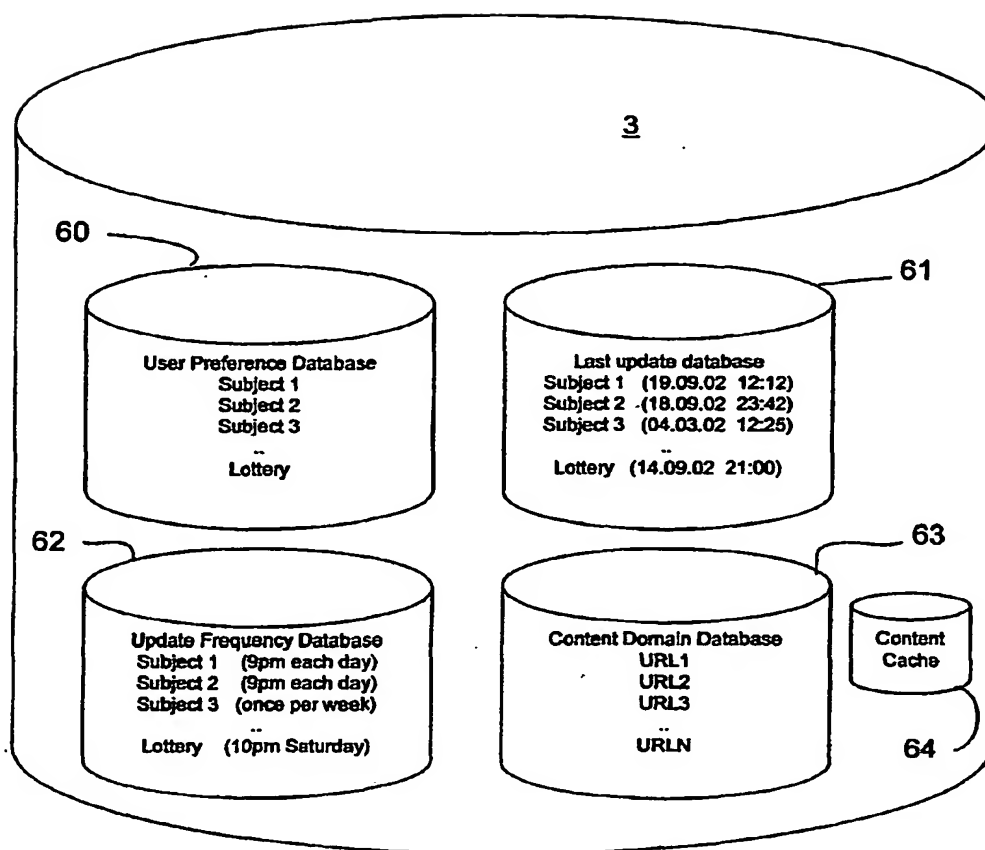 3
60
61
User Preference Database
Subject 1
Subject 2
Subject 3
..
Lottery
Last update database
Subject 1 (19.09.02 12:12)
Subject 2 (18.09.02 23:42)
Subject 3 (04.03.02 12:25)
..
Lottery (14.09.02 21:00)
62
63
Update Frequency Database
Subject 1 (9pm each day)
Subject 2 (9pm each day)
Subject 3 (once per week)
..
Lottery (10pm Saturday)
Content Domain Database
URL1
URL2
URL3
..
URLN
Content
Cache
64